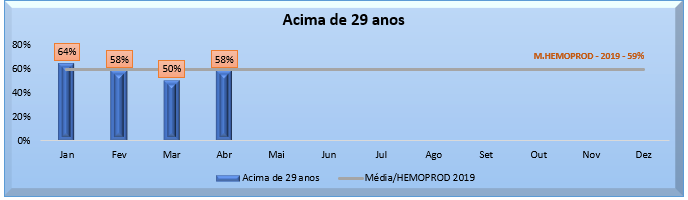 Acima de 29 anos
80%
60%
40%
20%
0%
64%
58%
50%
58%
M.HEMOPROD - 2019 - 59%
Jan Fev Mar Abr Mai Jun Jul Ago Set Out Nov Dez
Acima de 29 anos Média/HEMOPROD 2019